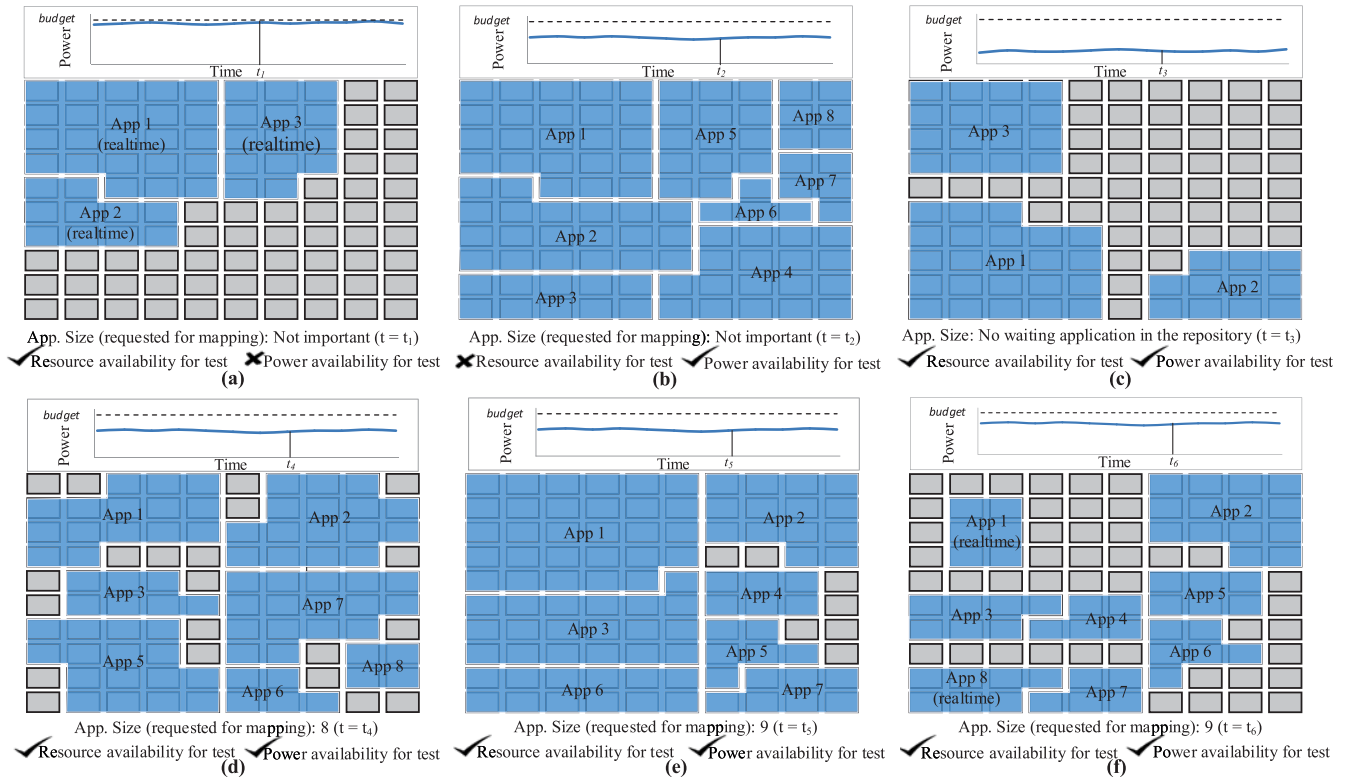 budget
Power
Time
t1
App 1
(realtime)
App 3
(realtime)
App 2
(realtime)
App. Size (requested for mapping): Not important (t = t1)
✔Resource availability for test ✘Power availability for test
(a)
budget
Power
Time
t2
App 1
App 5
App 8
App 7
App 6
App 2
App 4
App 3
App. Size (requested for mapping): Not important (t = t2)
✘Resource availability for test ✔Power availability for test
(b)
budget
Power
Time
t3
App 3
App 1
App 2
App. Size: No waiting application in the repository (t = t3)
✔Resource availability for test ✔Power availability for test
(c)
budget
Power
Time
t4
App 1
App 2
App 3
App 7
App 5
App 8
App 6
App. Size (requested for mapping): 8 (t = t4)
✔Resource availability for test ✔Power availability for test
(d)
budget
Power
Time
t5
App 1
App 2
App 4
App 3
App 5
App 6
App 7
App. Size (requested for mapping): 9 (t = t5)
✔Resource availability for test ✔Power availability for test
(e)
budget
Power
Time
t6
App 1
(realtime)
App 2
App 5
App 3
App 4
App 6
App 8
(realtime)
App 7
App. Size (requested for mapping): 9 (t = t6)
✔Resource availability for test ✔Power availability for test
(f)